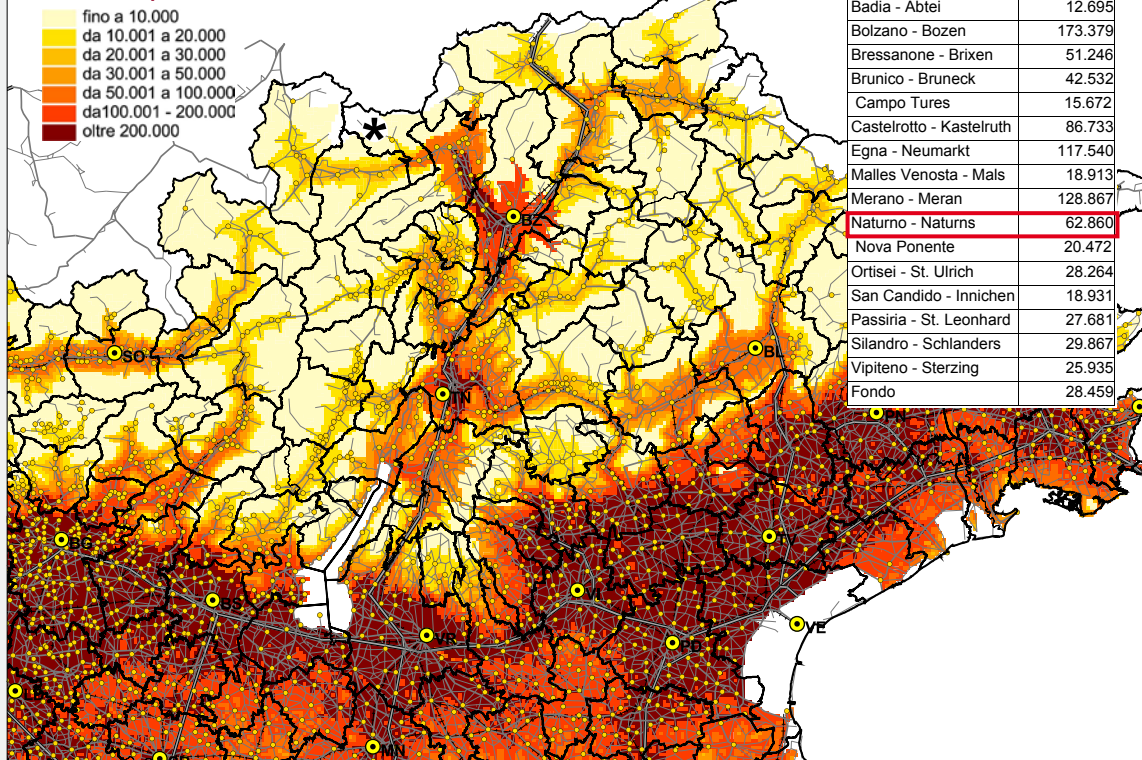 fino a 10.000
da 10.001 a 20.000
da 20.001 a 30.000
da 30.001 a 50.000
da 50.001 a 100.000
da100.001 - 200.000
oltre 200.000
*
Badia - Abtei 12.695
Bolzano - Bozen 173.379
Bressanone - Brixen 51.246
Brunico - Bruneck 42.532
Campo Tures 15.672
Castelrotto - Kastelruth 86.733
Egna - Neumarkt 117.540
Malles Venosta - Mals 18.913
Merano - Meran 128.867
Naturno - Naturns 62.860
Nova Ponente 20.472
Ortisei - St. Ulrich 28.264
San Candido - Innichen 18.931
Passiria - St. Leonhard 27.681
Silandro - Schlanders 29.867
Vipiteno - Sterzing 25.935
Fondo 28.459
BZ
SO
BL
TN
PN
BG
TV
BS
VI
VE
VR
PD
MN